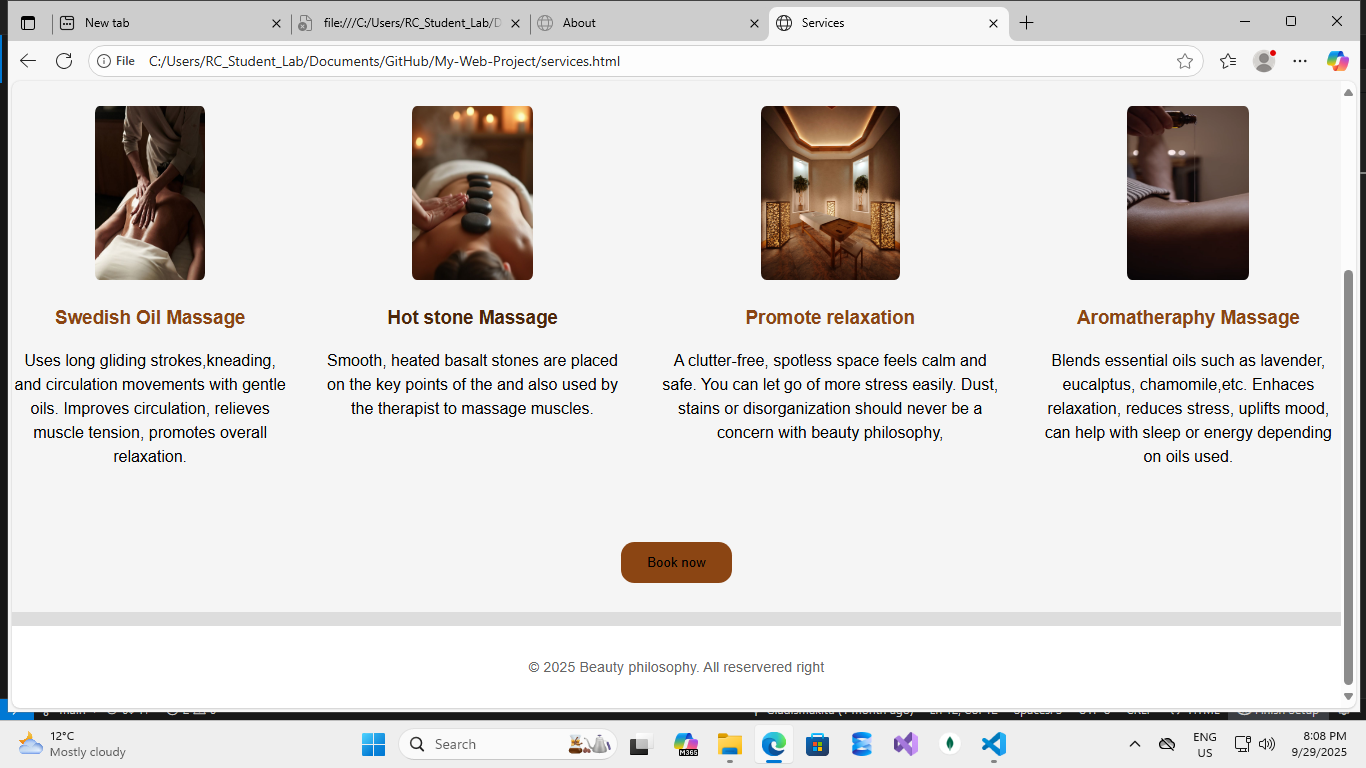 New tab
file:///C:/Users/RC_Student_Lab/D
About
Services
File
C:/Users/RC_Student_Lab/Documents/GitHub/My-Web-Project/services.html
Swedish Oil Massage
Hot stone Massage
Promote relaxation
Aromatheraphy Massage
Uses long gliding strokes,kneading,
and circulation movements with gentle
oils. Improves circulation, relieves
muscle tension, promotes overall
relaxation.
Smooth, heated basalt stones are placed
on the key points of the and also used by
the therapist to massage muscles.
A clutter-free, spotless space feels calm and
safe. You can let go of more stress easily. Dust,
stains or disorganization should never be a
concern with beauty philosophy,
Blends essential oils such as lavender,
eucalptus, chamomile,etc. Enhaces
relaxation, reduces stress, uplifts mood,
can help with sleep or energy depending
on oils used.
Book now
© 2025 Beauty philosophy. All reservered right
12°C
Mostly cloudy
Search
M365
ENG
US
8:08 PM
9/29/2025